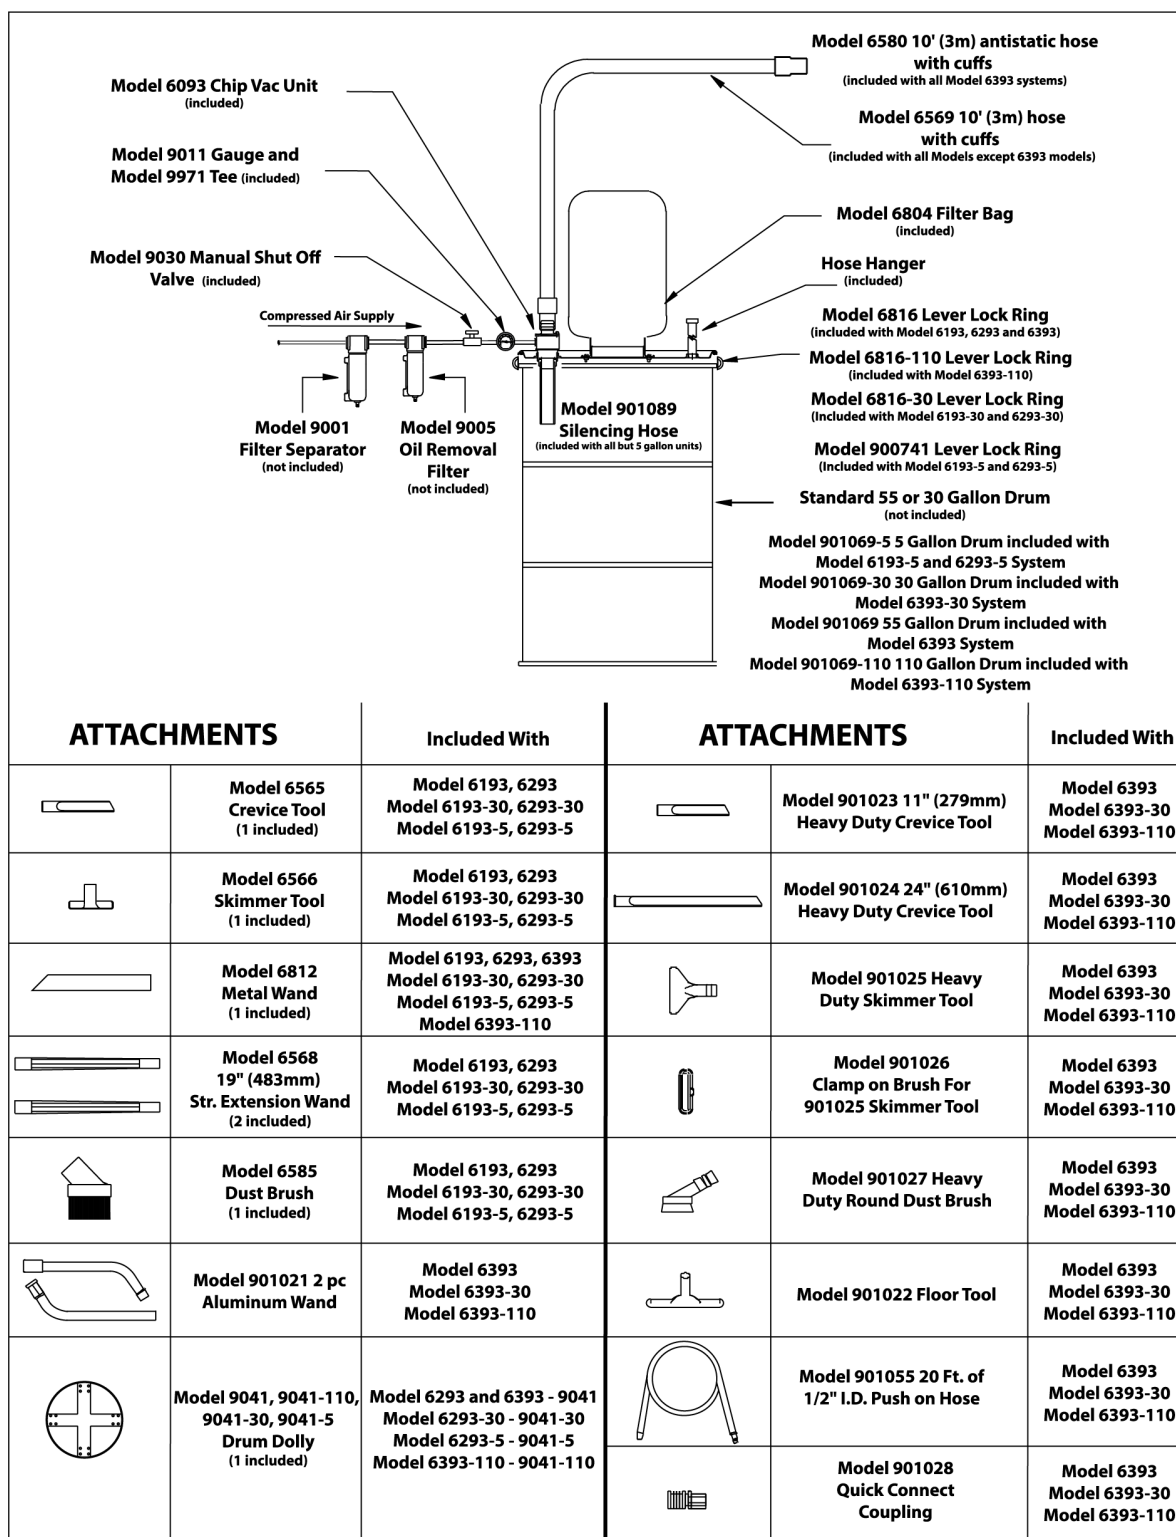 Model 6580 10' (3m) antistatic hose
with cuffs
(included with all Model 6393 systems)
Model 6093 Chip Vac Unit
(included)
Model 6569 10' (3m) hose
with cuffs
(included with all Models except 6393 models)
Model 9011 Gauge and
Model 9971 Tee (included)
Model 6804 Filter Bag
(included)
Model 9030 Manual Shut Off
Valve (included)
Hose Hanger
(included)
Compressed Air Supply
Model 6816 Lever Lock Ring
(included with Model 6193, 6293 and 6393)
Model 6816-110 Lever Lock Ring
(included with Model 6393-110)
Model 6816-30 Lever Lock Ring
(Included with Model 6193-30 and 6293-30)
Model 900741 Lever Lock Ring
(Included with Model 6193-5 and 6293-5)
Model 901089
Silencing Hose
(included with all but 5 gallon units)
Model 9001
Filter Separator
(not included)
Model 9005
Oil Removal
Filter
(not included)
Standard 55 or 30 Gallon Drum
(not included)
Model 901069-5 5 Gallon Drum included with
Model 6193-5 and 6293-5 System
Model 901069-30 30 Gallon Drum included with
Model 6393-30 System
Model 901069 55 Gallon Drum included with
Model 6393 System
Model 901069-110 110 Gallon Drum included with
Model 6393-110 System
ATTACHMENTS
Included With
Model 6565
Crevice Tool
(1 included)
Model 6193, 6293
Model 6193-30, 6293-30
Model 6193-5, 6293-5
Model 6566
Skimmer Tool
(1 included)
Model 6193, 6293
Model 6193-30, 6293-30
Model 6193-5, 6293-5
Model 6812
Metal Wand
(1 included)
Model 6193, 6293, 6393
Model 6193-30, 6293-30
Model 6193-5, 6293-5
Model 6393-110
Model 6568
19" (483mm)
Str. Extension Wand
(2 included)
Model 6193, 6293
Model 6193-30, 6293-30
Model 6193-5, 6293-5
Model 6585
Dust Brush
(1 included)
Model 6193, 6293
Model 6193-30, 6293-30
Model 6193-5, 6293-5
Model 901021 2 pc
Aluminum Wand
Model 6393
Model 6393-30
Model 6393-110
Model 9041, 9041-110,
9041-30, 9041-5
Drum Dolly
(1 included)
Model 6293 and 6393 - 9041
Model 6293-30 - 9041-30
Model 6293-5 - 9041-5
Model 6393-110 - 9041-110
ATTACHMENTS
Included With
Model 901023 11" (279mm)
Heavy Duty Crevice Tool
Model 6393
Model 6393-30
Model 6393-110
Model 901024 24" (610mm)
Heavy Duty Crevice Tool
Model 6393
Model 6393-30
Model 6393-110
Model 901025 Heavy
Duty Skimmer Tool
Model 6393
Model 6393-30
Model 6393-110
Model 901026
Clamp on Brush For
901025 Skimmer Tool
Model 6393
Model 6393-30
Model 6393-110
Model 901027 Heavy
Duty Round Dust Brush
Model 6393
Model 6393-30
Model 6393-110
Model 901022 Floor Tool
Model 6393
Model 6393-30
Model 6393-110
Model 901055 20 Ft. of
1/2" I.D. Push on Hose
Model 6393
Model 6393-30
Model 6393-110
Model 901028
Quick Connect
Coupling
Model 6393
Model 6393-30
Model 6393-110